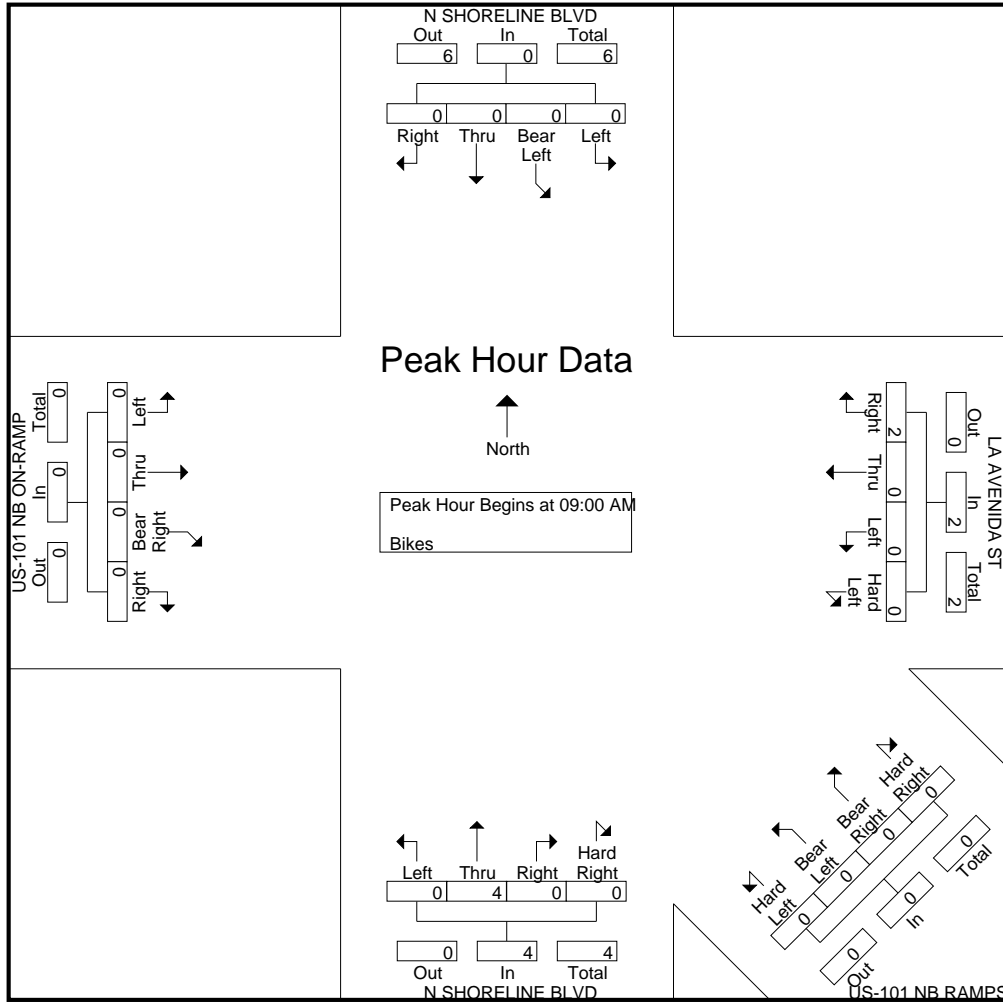 N SHORELINE BLVD
Out In Total
6 0 6
0 0 0 0
Right Thru Bear Left Left
Peak Hour Data
North
Peak Hour Begins at 09:00 AM
Bikes
US-101 NB ON-RAMP
Total In Out
0 0 0
0 0 0 0
Left Thru Bear Right Right
LA AVENIDA ST
Out In Total
0 2 2
2 0 0 0
Right Thru Left Hard Left
Left Thru Right Hard Right
0 4 0 0
0 4 4
Out In Total
N SHORELINE BLVD
Hard Left Bear Left Bear Right Hard Right
0 0 0 0
0 0 0
Out In Total
US-101 NB RAMPS